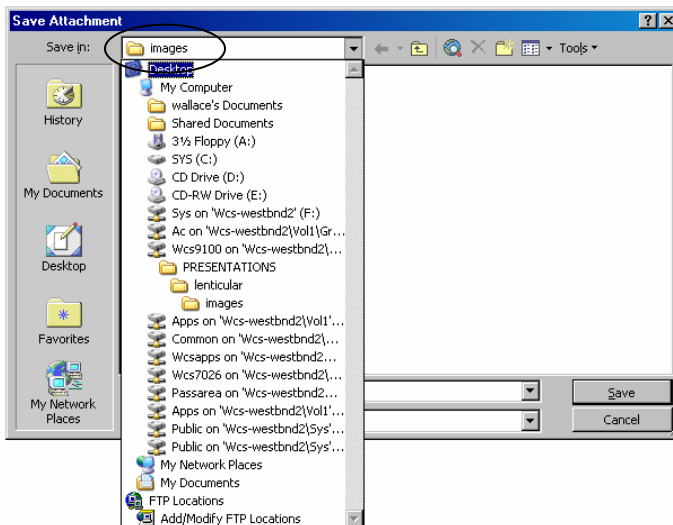 Save Attachment
Save in:
images
Tools
History
My Documents
Desktop
Favorites
My Network
Places
Desktop
My Computer
wallace's Documents
Shared Documents
3½ Floppy (A:)
SYS (C:)
CD Drive (D:)
CD-RW Drive (E:)
Sys on 'Wcs-westbnd2' (F:)
Ac on 'Wcs-westbnd2\Vol1\Gr...
Wcs9100 on 'Wcs-westbnd2\...
PRESENTATIONS
lenticular
images
Apps on 'Wcs-westbnd2\Vol1'...
Common on 'Wcs-westbnd2\...
Wcsapps on 'Wcs-westbnd2...
Wcs7026 on 'Wcs-westbnd2\...
Passarea on 'Wcs-westbnd2...
Apps on 'Wcs-westbnd2\Vol1'...
Public on 'Wcs-westbnd2\Sys'...
Public on 'Wcs-westbnd2\Sys'...
My Network Places
My Documents
FTP Locations
Add/Modify FTP Locations
Save
Cancel